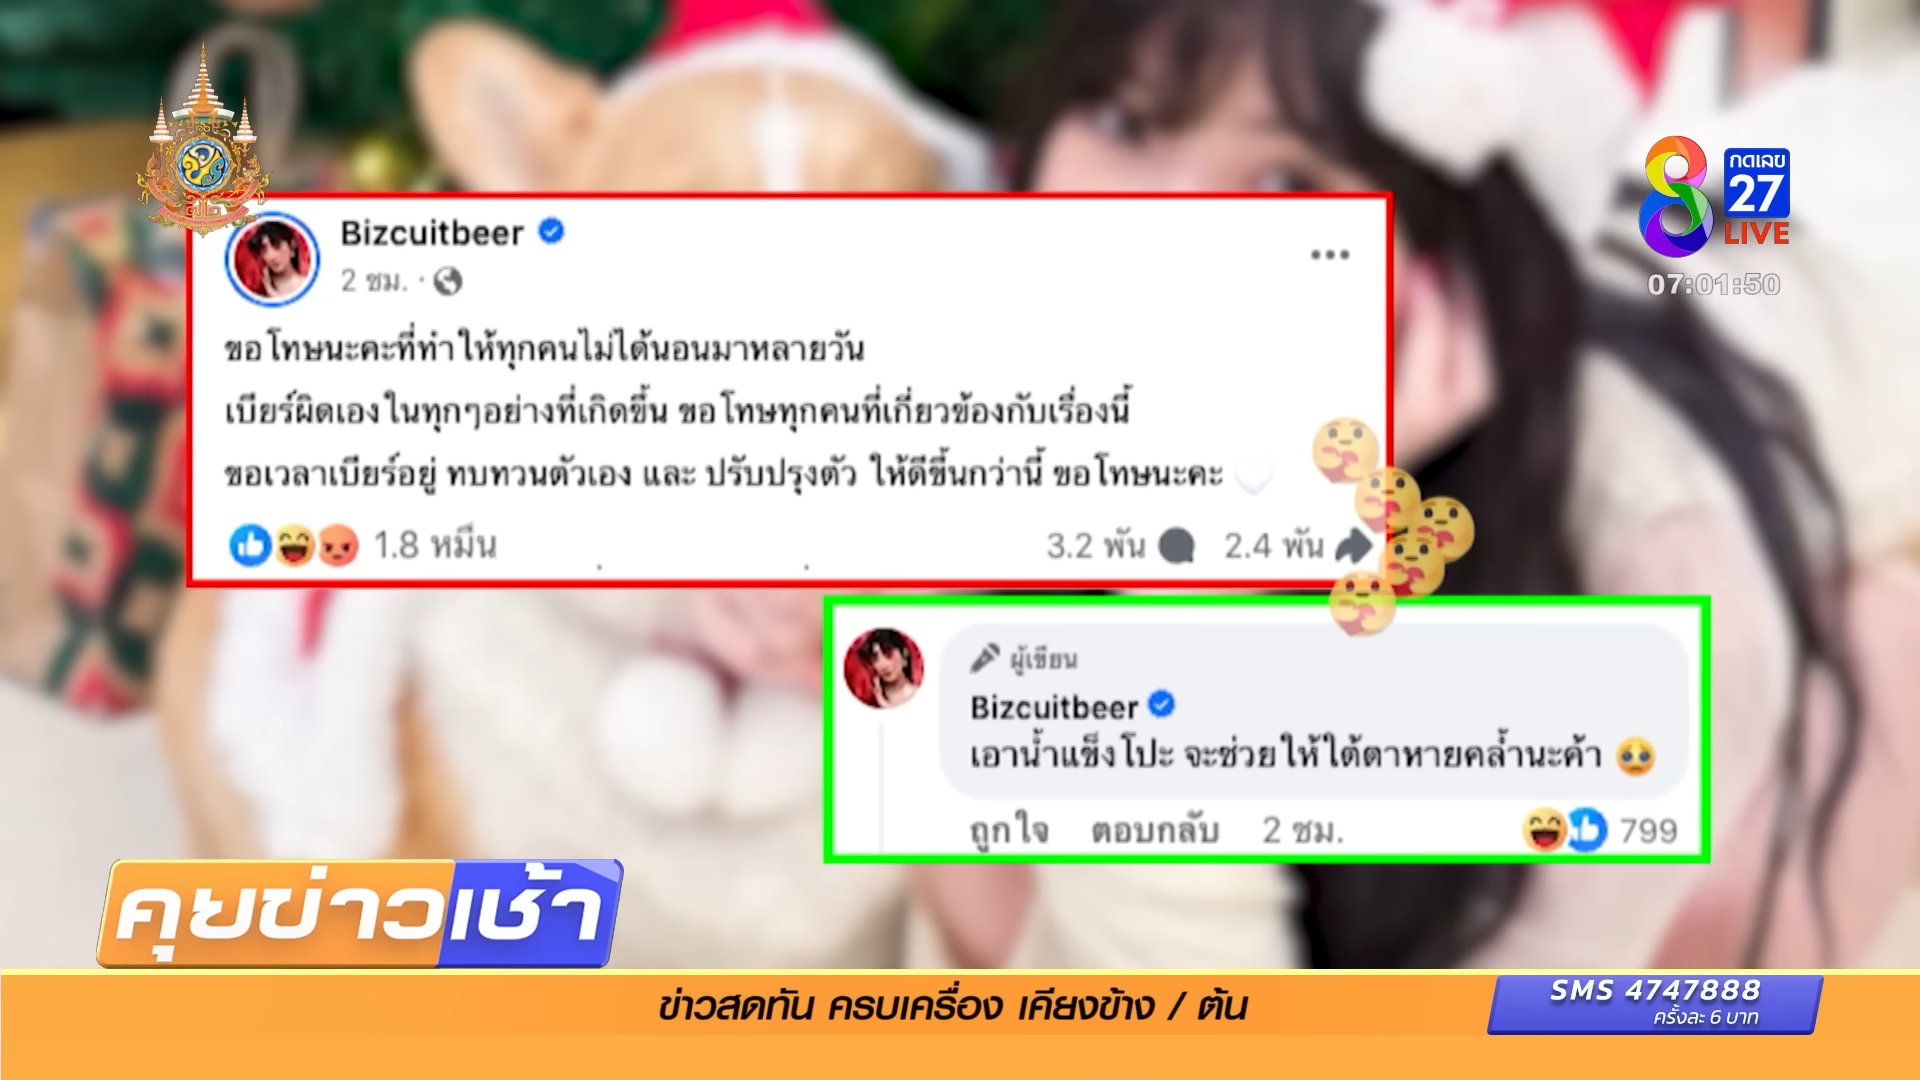 Bizcuitbeer
2 ชม. ·
ขอโทษนะคะที่ทำให้ทุกคนไม่ได้นอนมาหลายวัน
เบียร์ผิดเองในทุกๆอย่างที่เกิดขึ้น ขอโทษทุกคนที่เกี่ยวข้องกับเรื่องนี้
ขอเวลาเบียร์อยู่ ทบทวนตัวเอง และ ปรับปรุงตัว ให้ดีขึ้นกว่านี้ ขอโทษนะคะ
1.8 หมื่น
3.2 พัน
2.4 พัน
ผู้เขียน
Bizcuitbeer
เอาน้ำแข็งโปะ จะช่วยให้ใต้ตาหายคล้ำนะค้า
ถูกใจ ตอบกลับ 2 ชม.
799
8
กดเลข
27
LIVE
07:01:50
คุยข่าวเช้า
ข่าวสดทัน ครบเครื่อง เคียงข้าง / ต้น
SMS 4747888
ครั้งละ 6 บาท